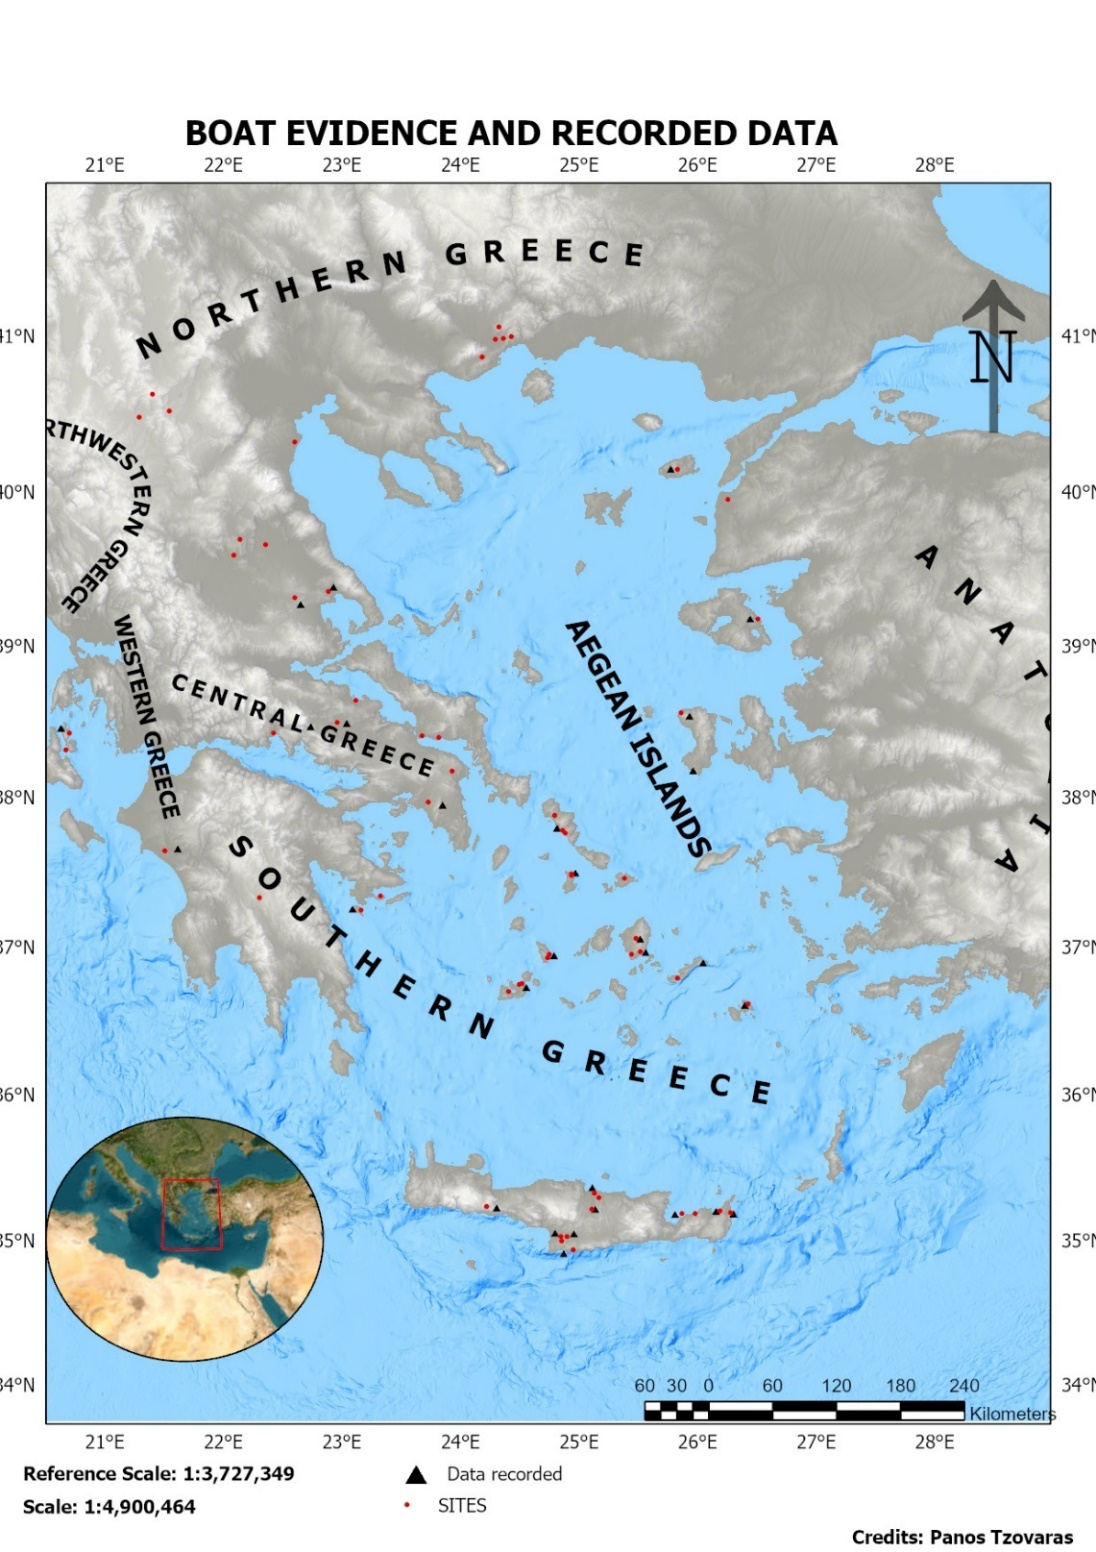 BOAT EVIDENCE AND RECORDED DATA
21°E 22°E 23°E 24°E 25°E 26°E 27°E 28°E
NORTHERN GREECE
41°N 41°N
N
RTHWESTERN GREECE
40°N 40°N
ANAT
IA
WESTERN GREECE
39°N 39°N
AEGEAN ISLANDS
CENTRAL GREECE
38°N 38°N
SOUTHERN GREECE
37°N 37°N
36°N 36°N
35°N 35°N
34°N 34°N
60 30 0 60 120 180 240
Kilometers
21°E 22°E 23°E 24°E 25°E 26°E 27°E 28°E
Reference Scale: 1:3,727,349
Data recorded
Scale: 1:4,900,464
SITES
Credits: Panos Tzovaras